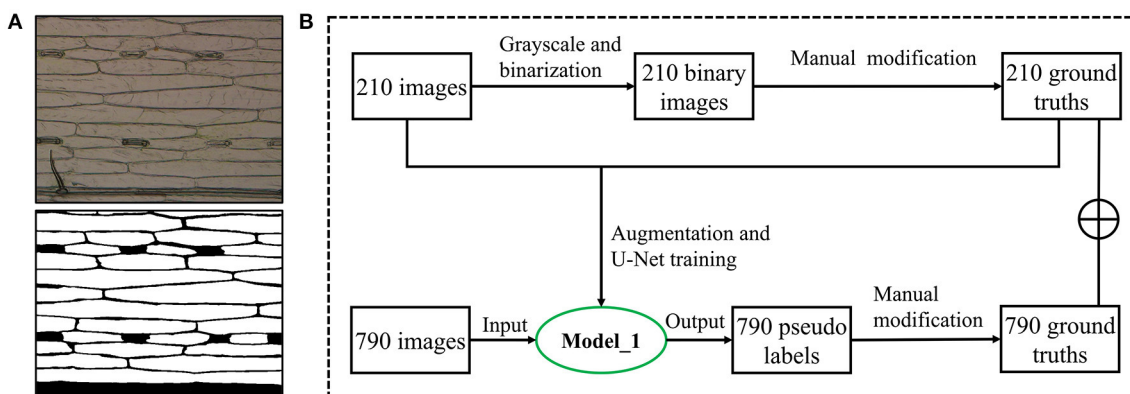 A
B
210 images
Grayscale and
binarization
210 binary
images
Manual modification
210 ground
truths
Augmentation and
U-Net training
790 images
Input
Model_1
Output
790 pseudo
labels
Manual
modification
790 ground
truths